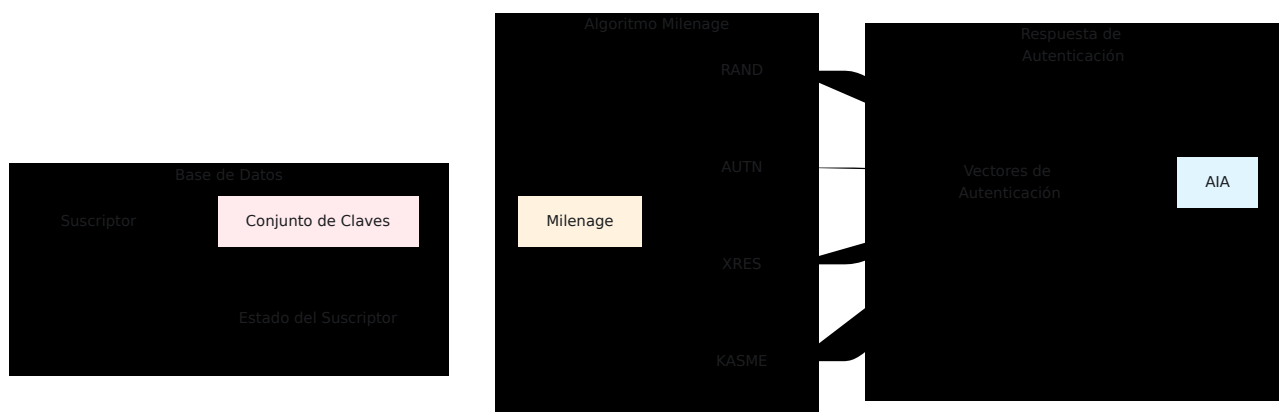 Base de Datos
Suscriptor
Conjunto de Claves
Estado del Suscriptor
Algoritmo Milenage
Milenage
RAND
AUTN
XRES
KASME
Respuesta de
Autenticación
Vectores de
Autenticación
AIA